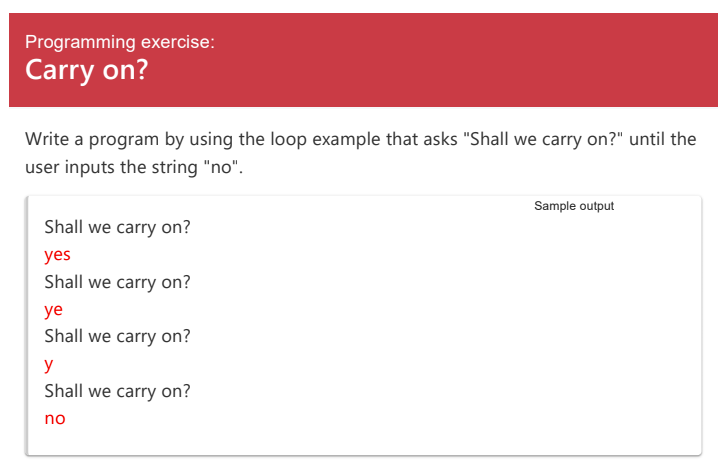 Programming exercise:
Carry on?
Write a program by using the loop example that asks "Shall we carry on?" until the
user inputs the string "no".
Sample output
Shall we carry on?
yes
Shall we carry on?
ye
Shall we carry on?
y
Shall we carry on?
no